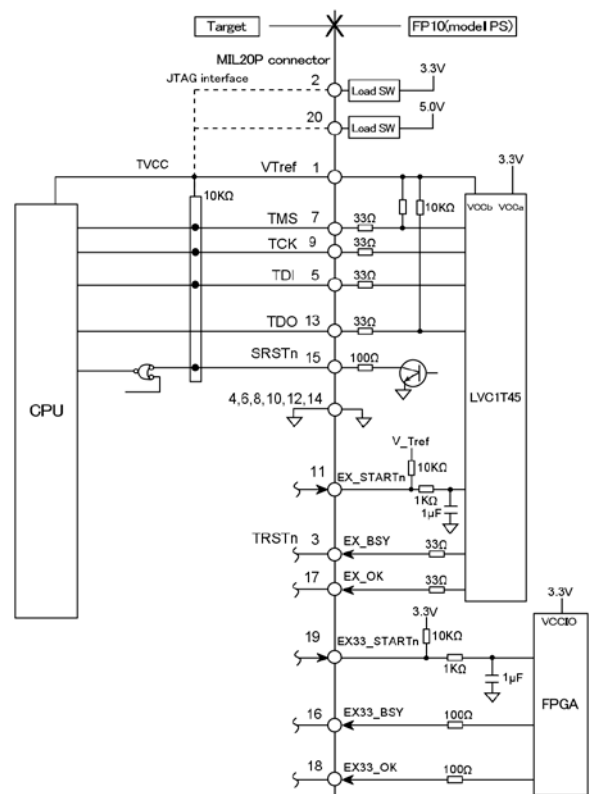 Target
FP10(model PS)
MIL20P connector
JTAG interface
2
3.3V
Load SW
20
5.0V
Load SW
TVCC
VTref
1
3.3V
10KΩ
10KΩ
VCCb VCCa
TMS
7
33Ω
TCK
9
33Ω
TDI
5
33Ω
TDO
13
33Ω
SRSTn
15
100Ω
CPU
LVC1T45
4,6,8,10,12,14
V_Tref
11
EX_STARTn
10KΩ
1KΩ
1μF
TRSTn
3
EX_BSY
33Ω
17
EX_OK
33Ω
3.3V
3.3V
VCCIO
19
EX33_STARTn
10KΩ
1KΩ
1μF
FPGA
16
EX33_BSY
100Ω
18
EX33_OK
100Ω